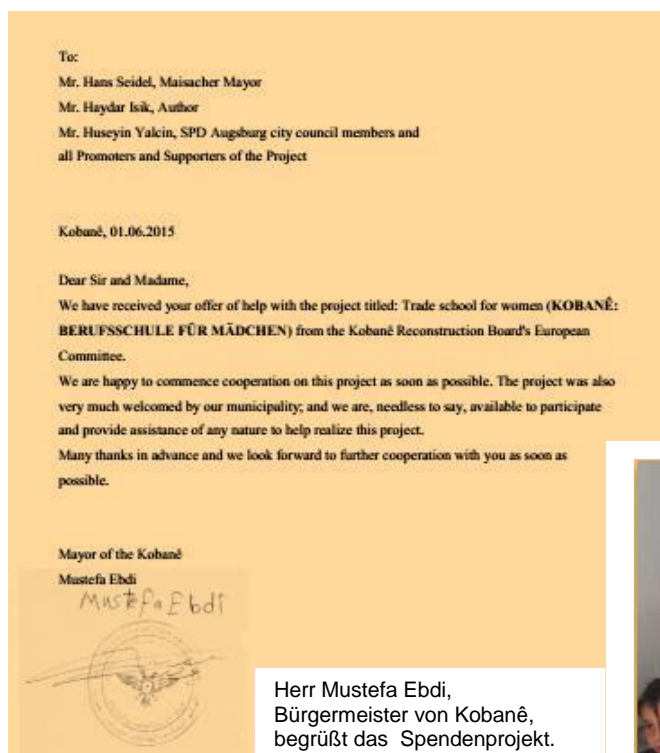 To:
Mr. Hans Seidel, Maisacher Mayor
Mr. Haydar Isik, Author
Mr. Huseyin Yalcin, SPD Augsburg city council members and
all Promoters and Supporters of the Project
Kobanê, 01.06.2015
Dear Sir and Madame,
We have received your offer of help with the project titled: Trade school for women (KOBANÊ:
BERUFSSCHULE FÛR MÄDCHEN) from the Kobanê Reconstruction Board's European
Committee.
We are happy to commence cooperation on this project as soon as possible. The project was also
very much welcomed by our municipality; and we are, needless to say, available to participate
and provide assistance of any nature to help realize this project.
Many thanks in advance and we look forward to further cooperation with you as soon as
possible.
Mayor of the Kobanê
Mustefa Ebdi
Mustefa Ebdi
Herr Mustefa Ebdi,
Bürgermeister von Kobanê,
begrüßt das Spendenprojekt.